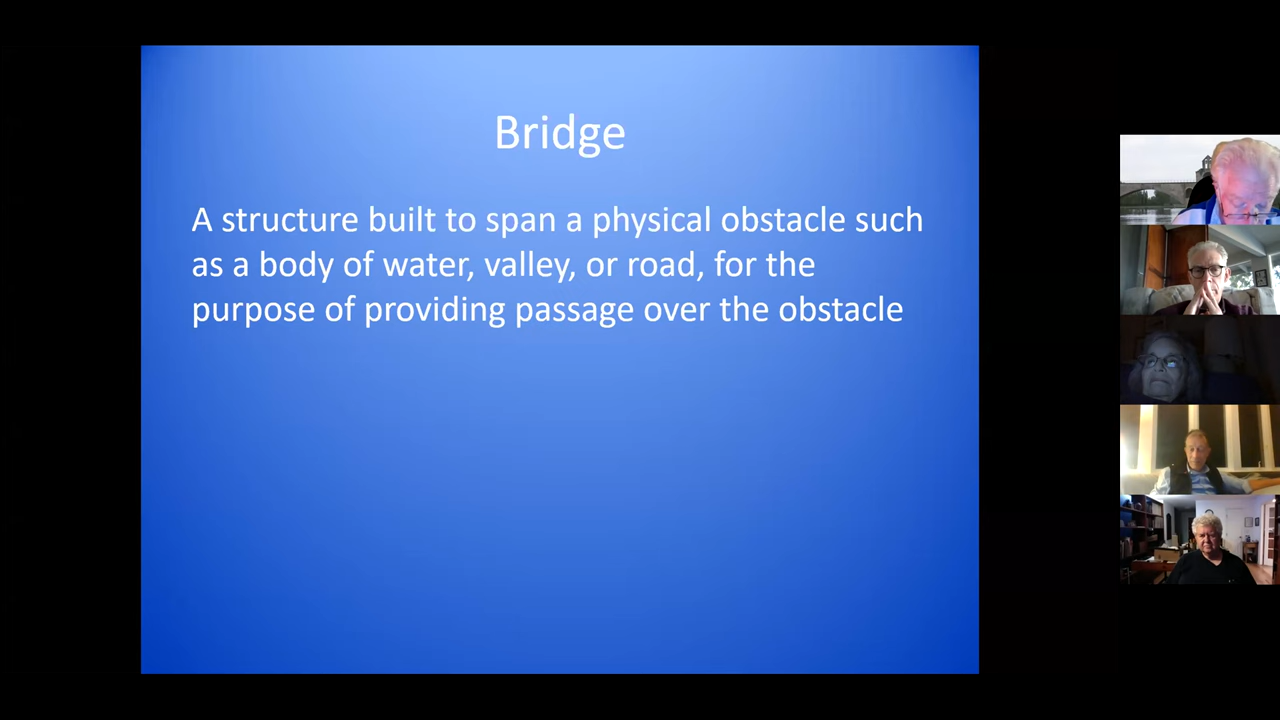 Bridge
A structure built to span a physical obstacle such
as a body of water, valley, or road, for the
purpose of providing passage over the obstacle